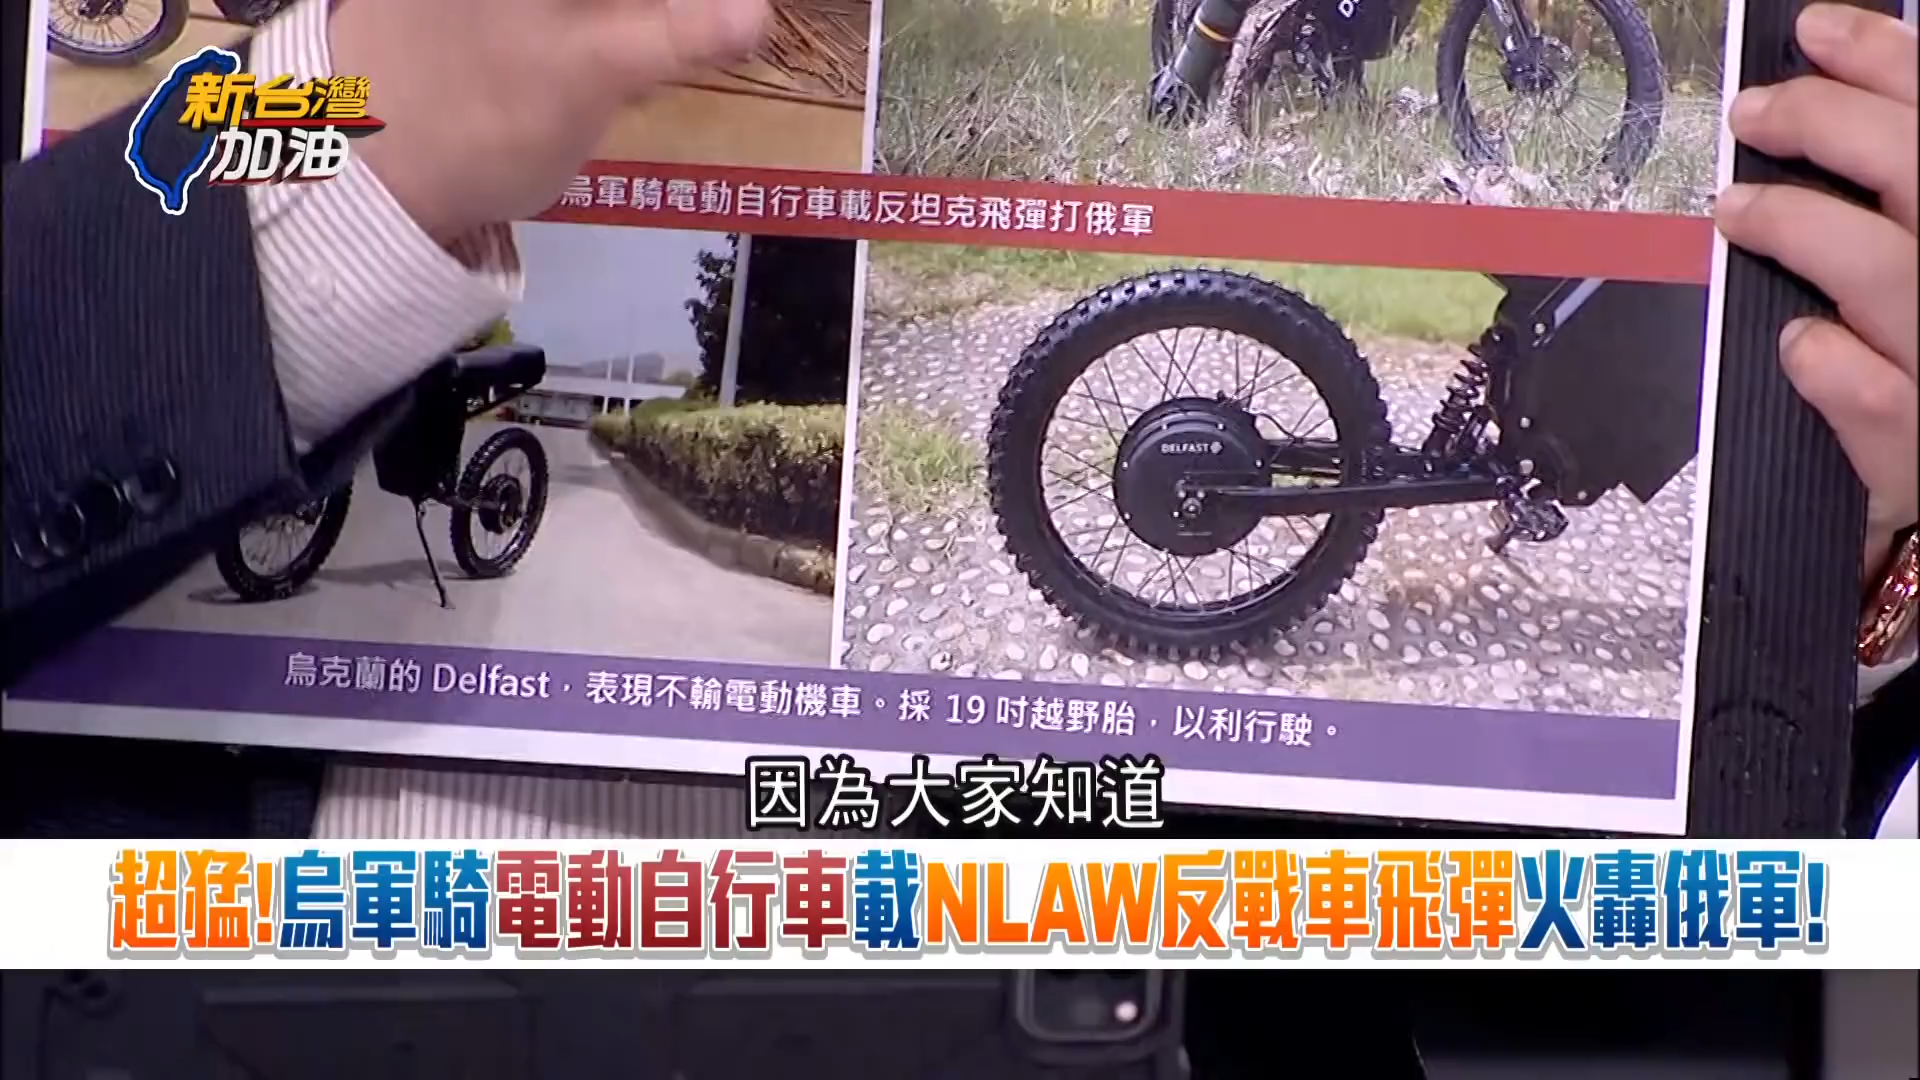 新台灣
加油
烏軍騎電動自行車載反坦克飛彈打俄軍
DELFAST
烏克蘭的 Delfast，表現不輸電動機車。採 19 吋越野胎，以利行駛。
因為大家知道
超猛!烏軍騎電動自行車載NLAW反戰車飛彈火轟俄軍!